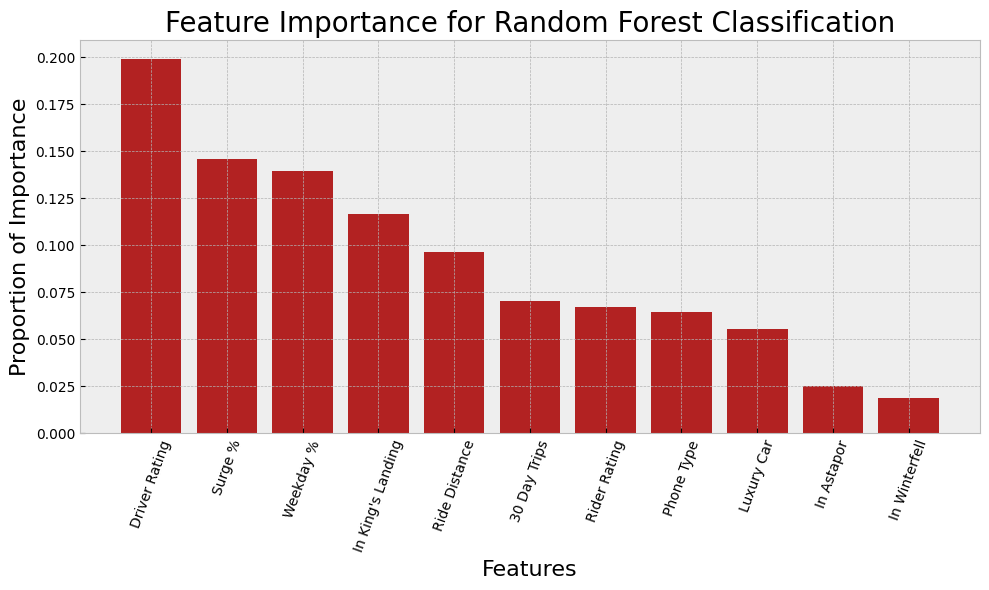 Feature Importance for Random Forest Classification
Proportion of Importance
0.200
0.175
0.150
0.125
0.100
0.075
0.050
0.025
0.000
Driver Rating
Surge %
Weekday %
In King's Landing
Ride Distance
30 Day Trips
Rider Rating
Phone Type
Luxury Car
In Astapor
In Winterfell
Features